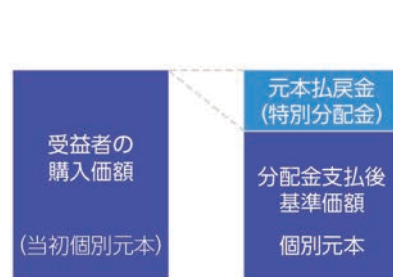 受益者の
購入価額
(当初個別元本)
元本払戻金
(特別分配金)
分配金支払後
基準価額
個別元本